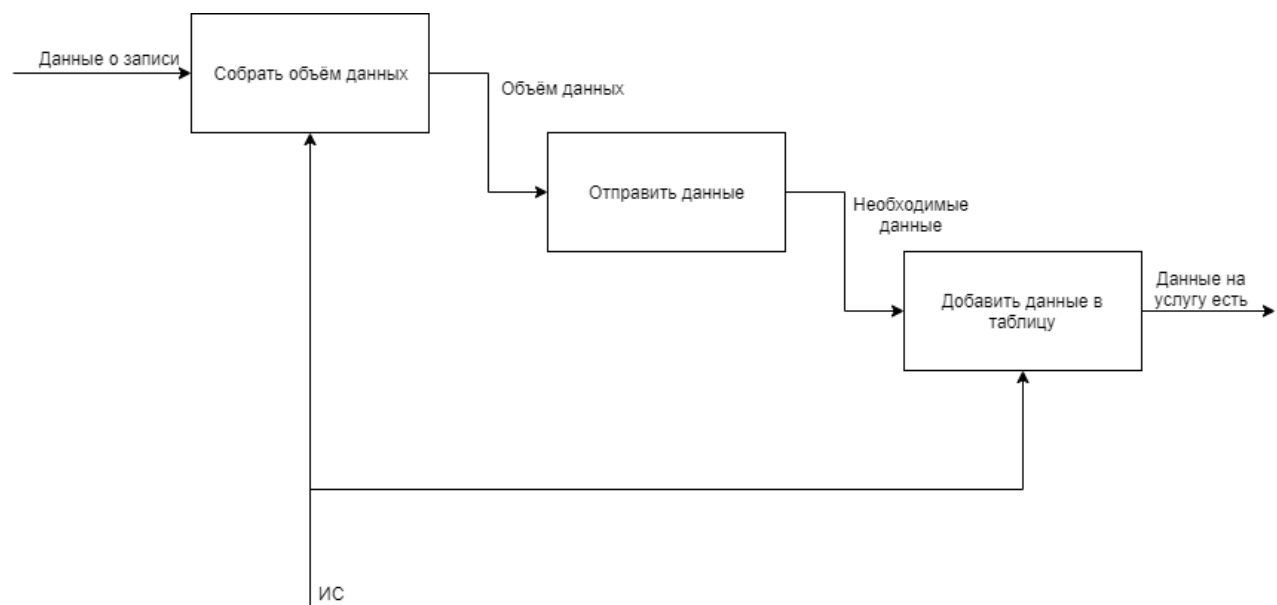 Данные о записи
Собрать объём данных
Объём данных
Отправить данные
Необходимые
данные
Добавить данные в
таблицу
Данные на
услугу есть
ИС